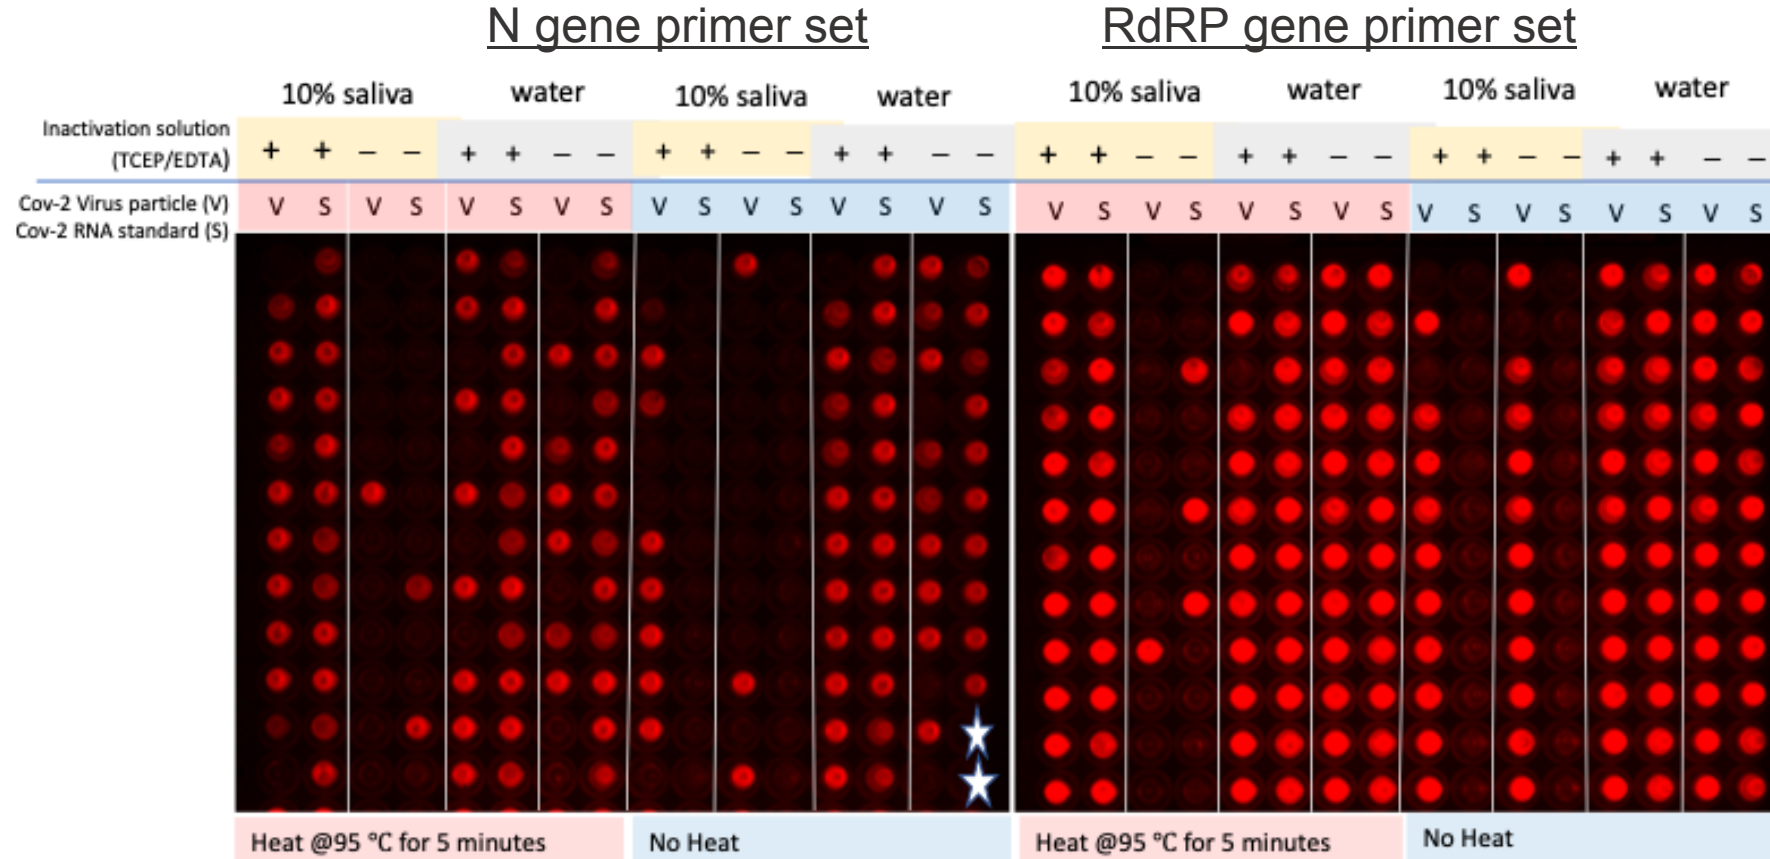 N gene primer set RdRP gene primer set
10% saliva water 10% saliva water 10% saliva water 10% saliva water
Inactivation solution
(TCEP/EDTA) + + – – + + – – + + – – + + – – + + – – + + – – + + – – + + – –
Cov-2 Virus particle (V) V S V S V S V S V S V S V S V S V S V S V S V S V S V S V S V S
Cov-2 RNA standard (S)
Heat @95 °C for 5 minutes No Heat Heat @95 °C for 5 minutes No Heat